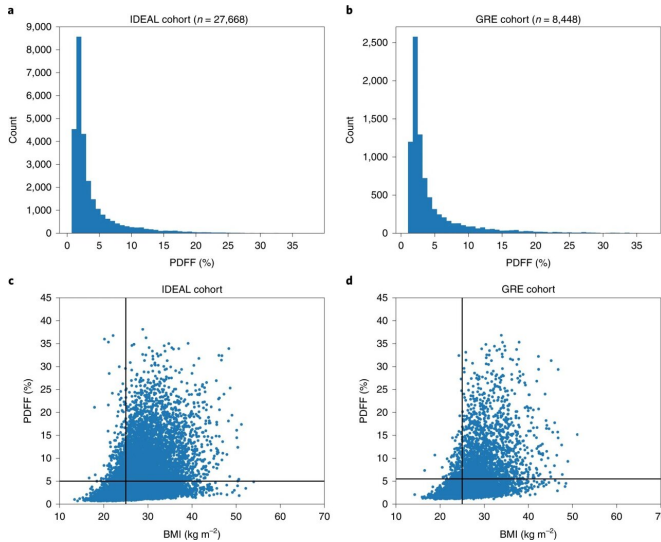 a
IDEAL cohort (n = 27,668)
9,000
8,000
7,000
6,000
5,000
4,000
3,000
2,000
1,000
0
Count
0 5 10 15 20 25 30 35
PDFF (%)
b
GRE cohort (n = 8,448)
2,500
2,000
1,500
1,000
500
0
Count
0 5 10 15 20 25 30 35
PDFF (%)
c
IDEAL cohort
45
40
35
30
25
20
15
10
5
0
PDFF (%)
10 20 30 40 50 60 70
BMI (kg m⁻²)
d
GRE cohort
45
40
35
30
25
20
15
10
5
0
PDFF (%)
10 20 30 40 50 60 70
BMI (kg m⁻²)